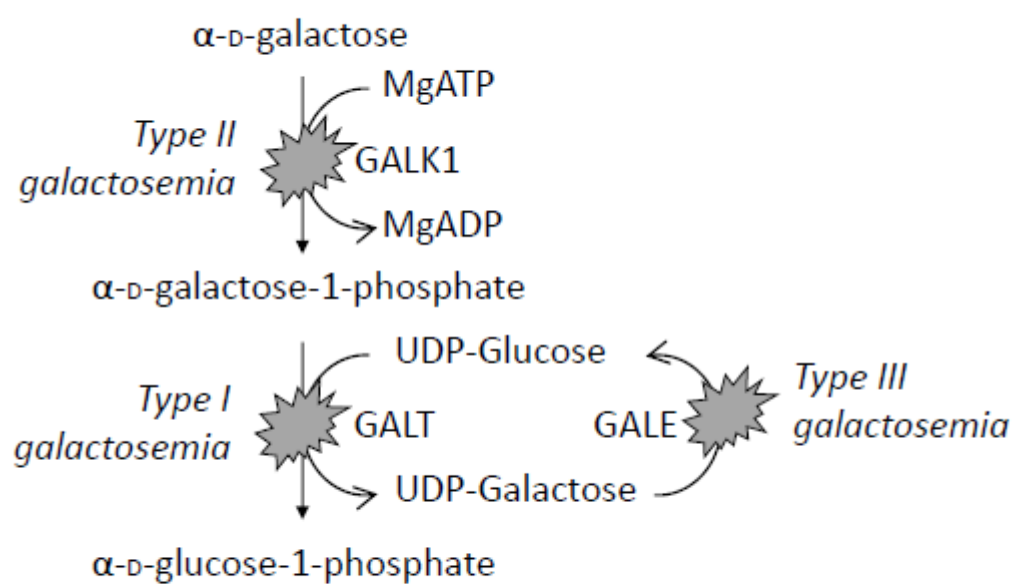 α-D-galactose
MgATP
Type II
galactosemia
GALK1
MgADP
α-D-galactose-1-phosphate
UDP-Glucose
Type I
galactosemia
GALT
GALE
Type III
galactosemia
UDP-Galactose
α-D-glucose-1-phosphate